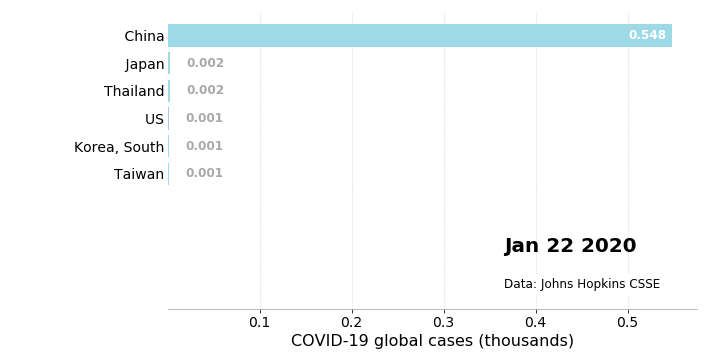 China 0.548
Japan 0.002
Thailand 0.002
US 0.001
Korea, South 0.001
Taiwan 0.001
Jan 22 2020
Data: Johns Hopkins CSSE
0.1 0.2 0.3 0.4 0.5
COVID-19 global cases (thousands)